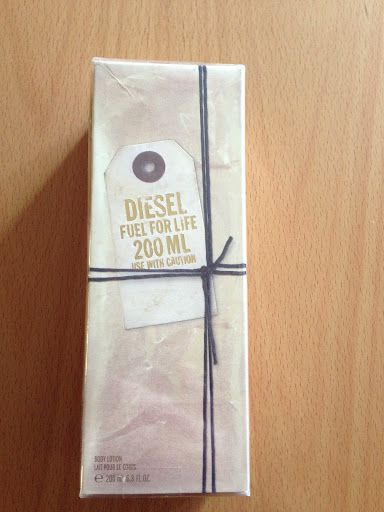 DIESEL
FUEL FOR LIFE
200 ML
USE WITH CAUTION
BODY LOTION
LAIT POUR LE CORPS
℮ 200 ml 6.8 FL.OZ.